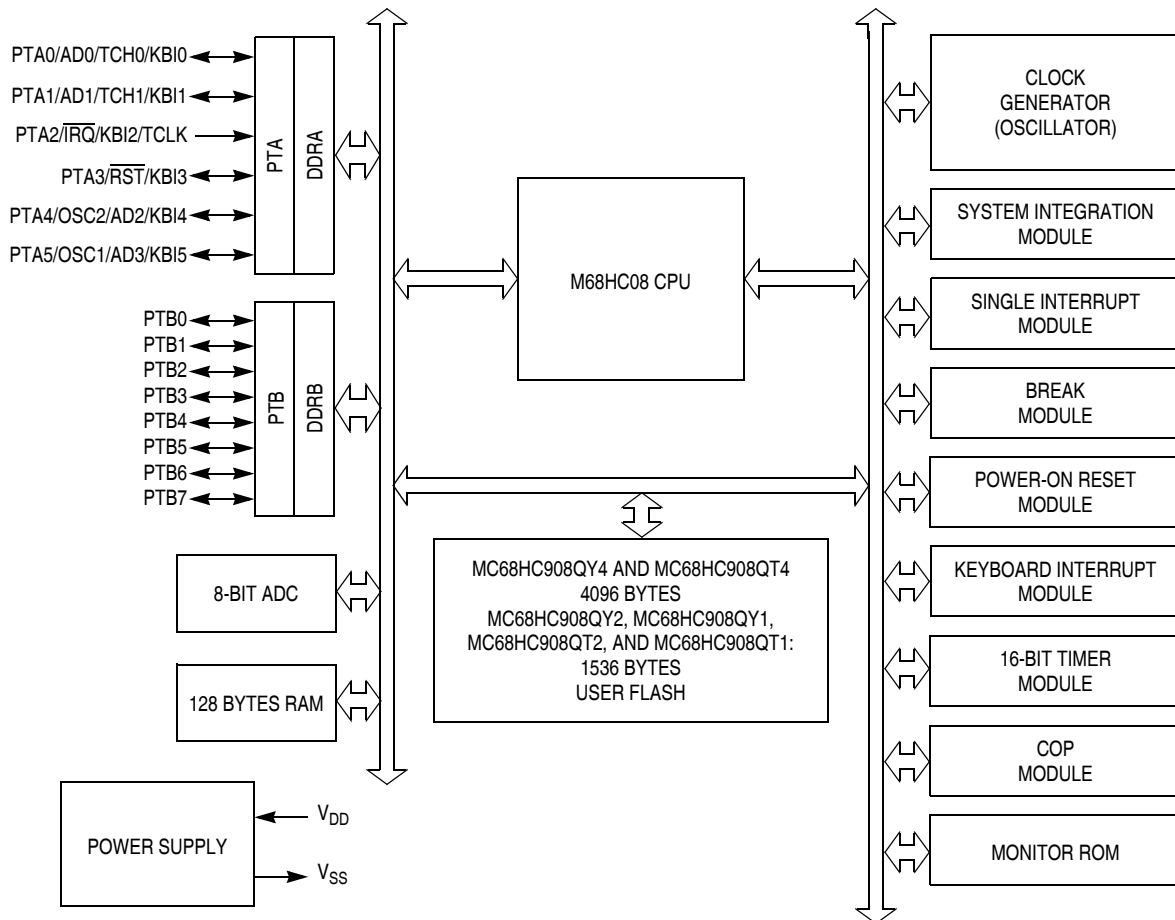 PTA0/AD0/TCH0/KBI0
PTA1/AD1/TCH1/KBI1
PTA2/IRQ/KBI2/TCLK
PTA3/RST/KBI3
PTA4/OSC2/AD2/KBI4
PTA5/OSC1/AD3/KBI5
PTA
DDRA
PTB0
PTB1
PTB2
PTB3
PTB4
PTB5
PTB6
PTB7
PTB
DDRB
8-BIT ADC
128 BYTES RAM
POWER SUPPLY
VDD
VSS
M68HC08 CPU
MC68HC908QY4 AND MC68HC908QT4
4096 BYTES
MC68HC908QY2, MC68HC908QY1,
MC68HC908QT2, AND MC68HC908QT1:
1536 BYTES
USER FLASH
CLOCK
GENERATOR
(OSCILLATOR)
SYSTEM INTEGRATION
MODULE
SINGLE INTERRUPT
MODULE
BREAK
MODULE
POWER-ON RESET
MODULE
KEYBOARD INTERRUPT
MODULE
16-BIT TIMER
MODULE
COP
MODULE
MONITOR ROM